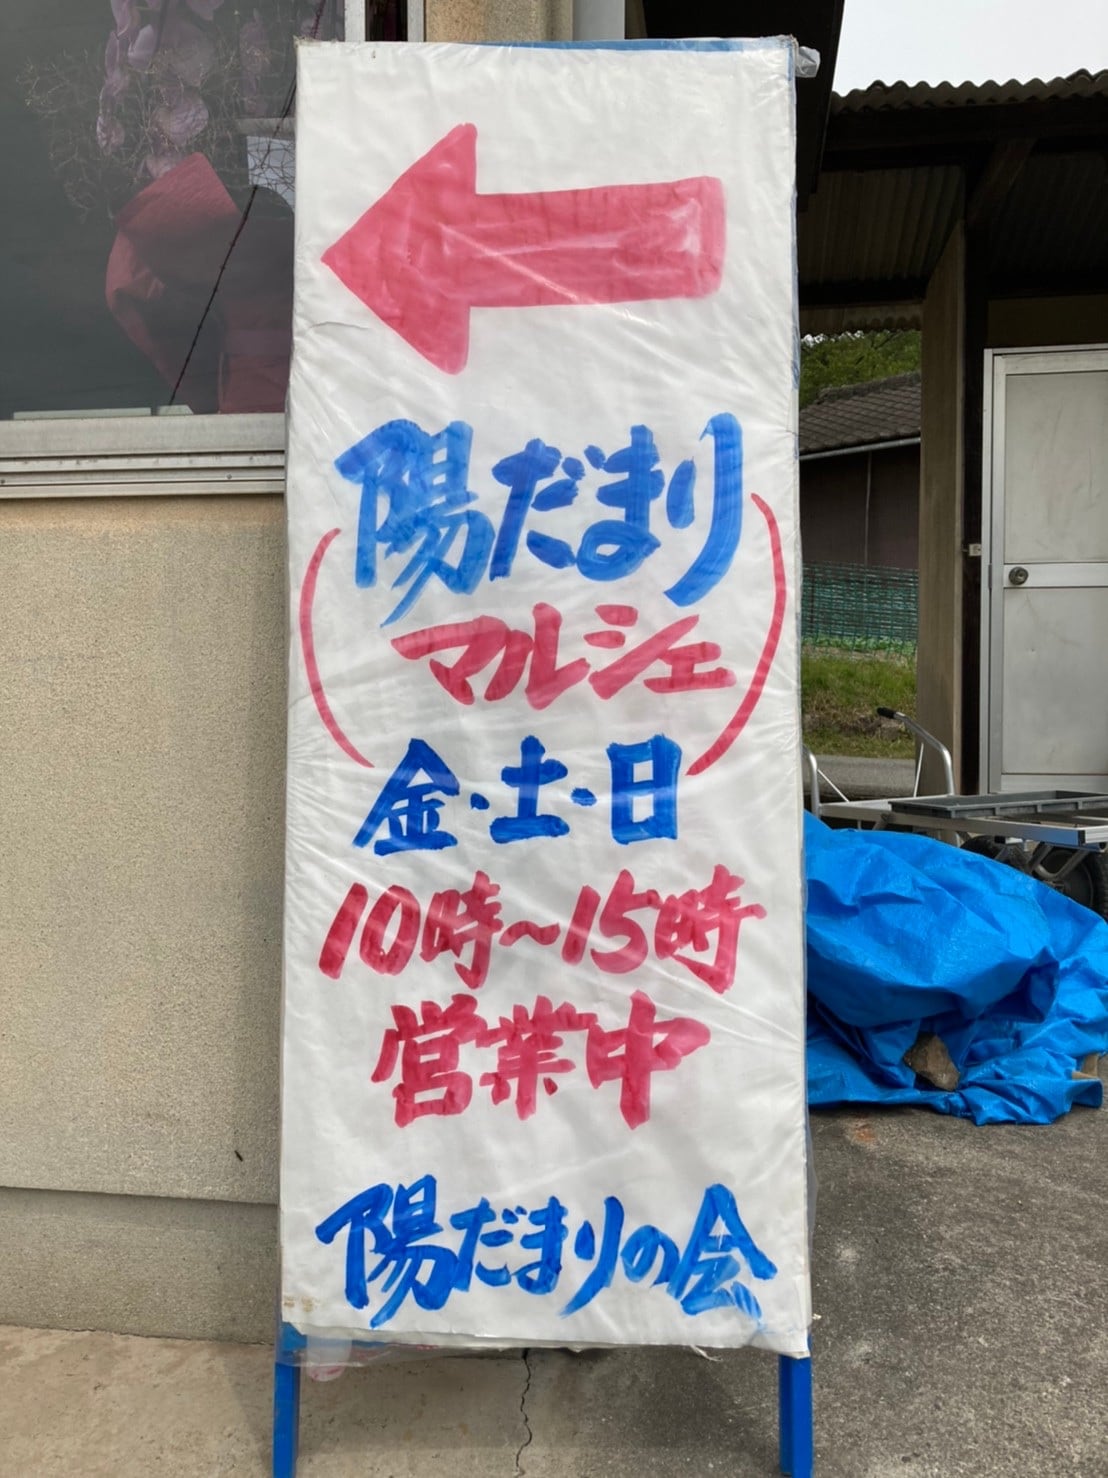 陽だまり
マルシェ
金・土・日
10時~15時
営業中
陽だまりの会